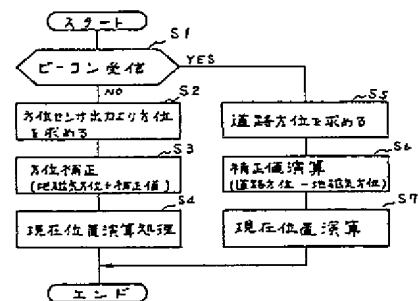 スタート
S1
ビーコン受信
YES
NO
S2
方位センサ出力より方位
を求める
S3
方位補正
(地磁気方位+補正値)
S4
現在位置演算処理
S5
道路方位を求める
S6
補正値演算
(道路方位-地磁気方位)
S7
現在位置演算
エンド